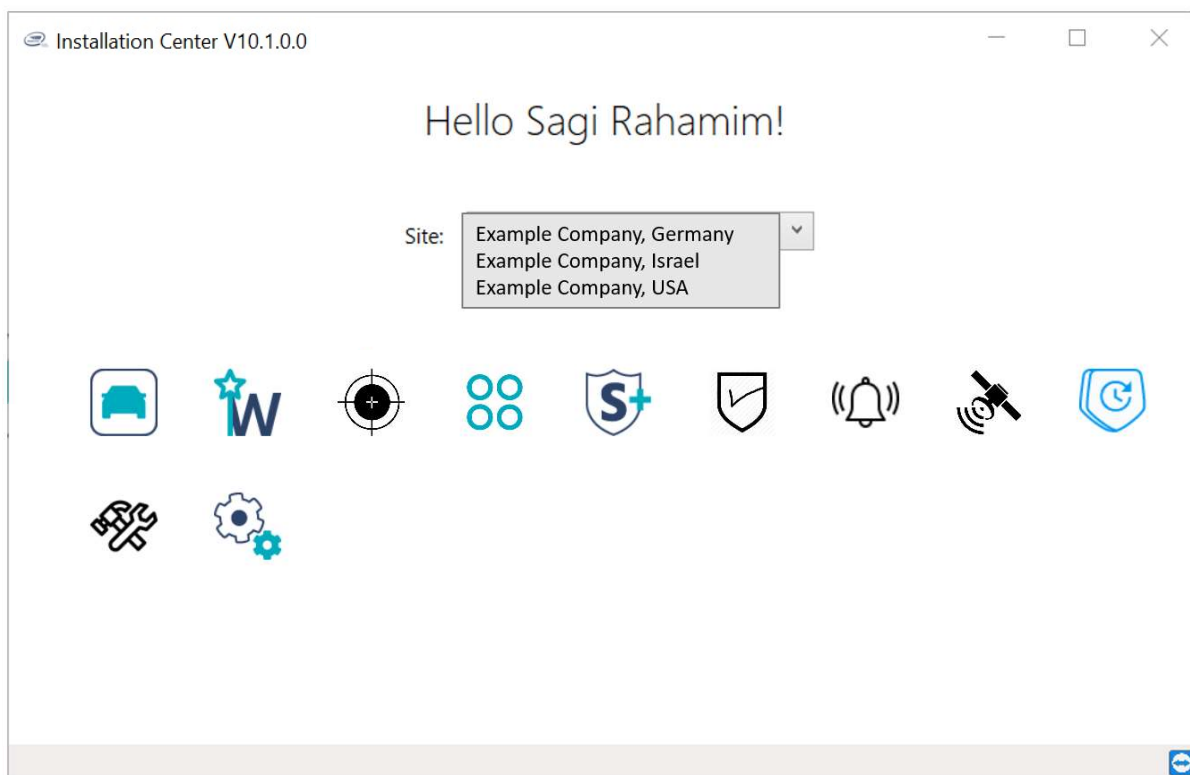 Installation Center V10.1.0.0
Hello Sagi Rahamim!
Site:
Example Company, Germany
Example Company, Israel
Example Company, USA
W
S+